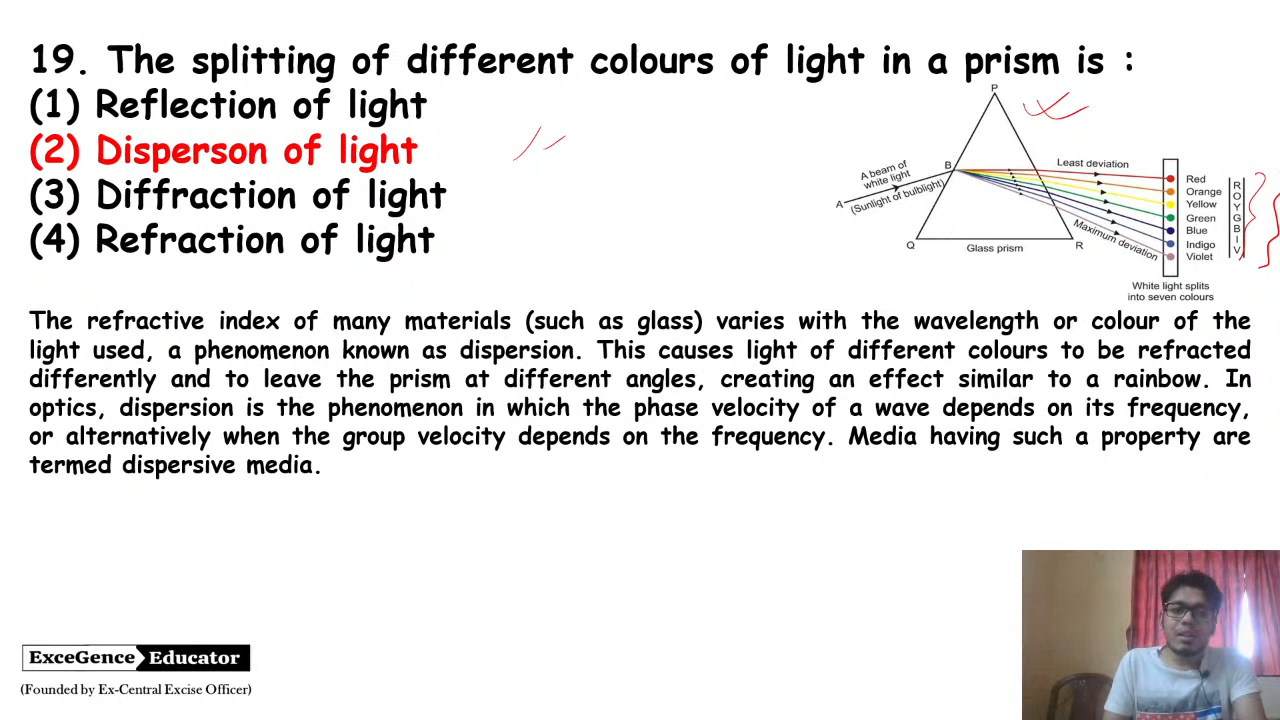 19. The splitting of different colours of light in a prism is :
(1) Reflection of light
(2) Disperson of light
(3) Diffraction of light
(4) Refraction of light
P
A beam of
white light
A
(Sunlight of bulblight)
B
Q
R
Glass prism
Least deviation
Maximum deviation
Red
Orange
Yellow
Green
Blue
Indigo
Violet
R
O
Y
G
B
I
V
White light splits
into seven colours
The refractive index of many materials (such as glass) varies with the wavelength or colour of the
light used, a phenomenon known as dispersion. This causes light of different colours to be refracted
differently and to leave the prism at different angles, creating an effect similar to a rainbow. In
optics, dispersion is the phenomenon in which the phase velocity of a wave depends on its frequency,
or alternatively when the group velocity depends on the frequency. Media having such a property are
termed dispersive media.
ExceGence Educator
(Founded by Ex-Central Excise Officer)